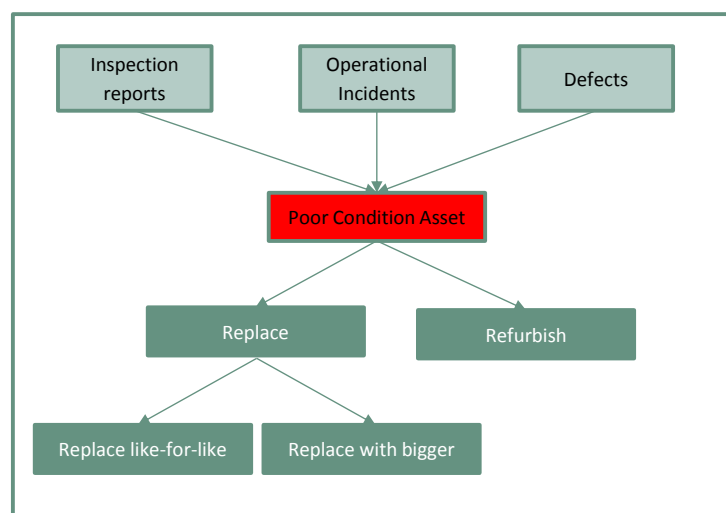 Inspection
reports
Operational
Incidents
Defects
Poor Condition Asset
Replace
Refurbish
Replace like-for-like
Replace with bigger